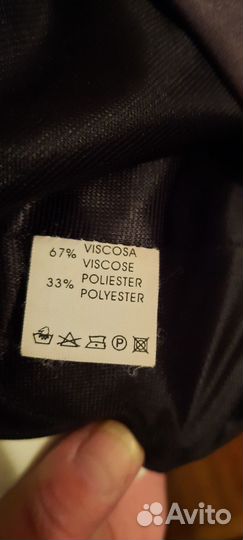 67% VISCOSA
VISCOSE
33% POLIESTER
POLYESTER
P
Avito